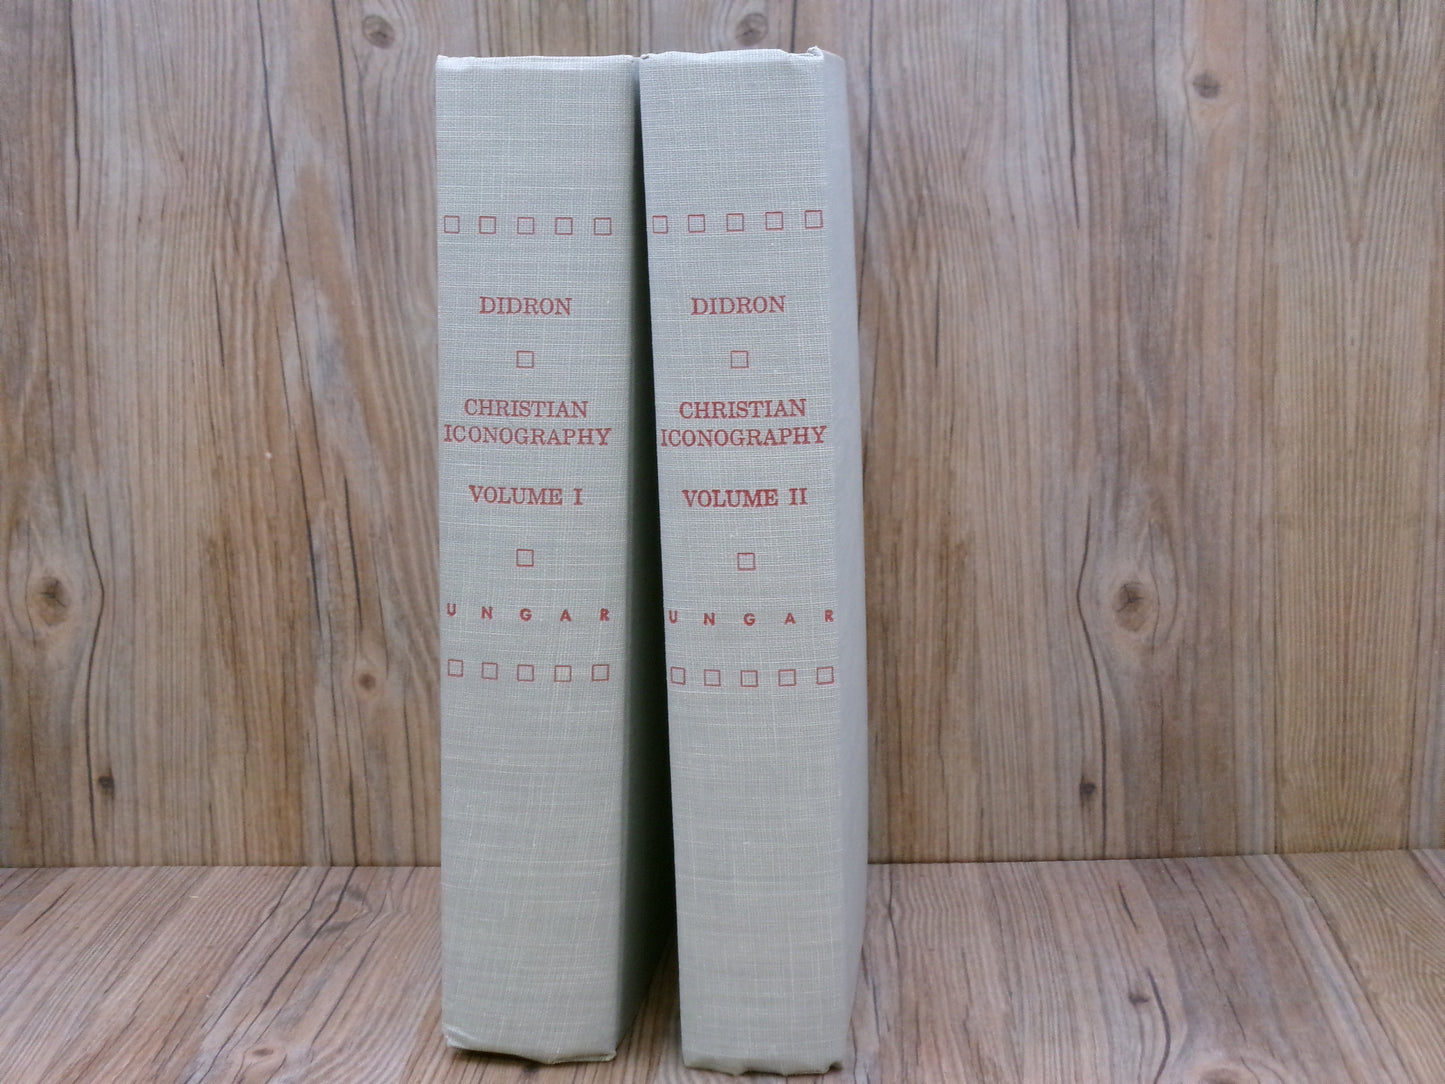 DIDRON
CHRISTIAN
ICONOGRAPHY
VOLUME I
UNGAR
DIDRON
CHRISTIAN
ICONOGRAPHY
VOLUME II
UNGAR